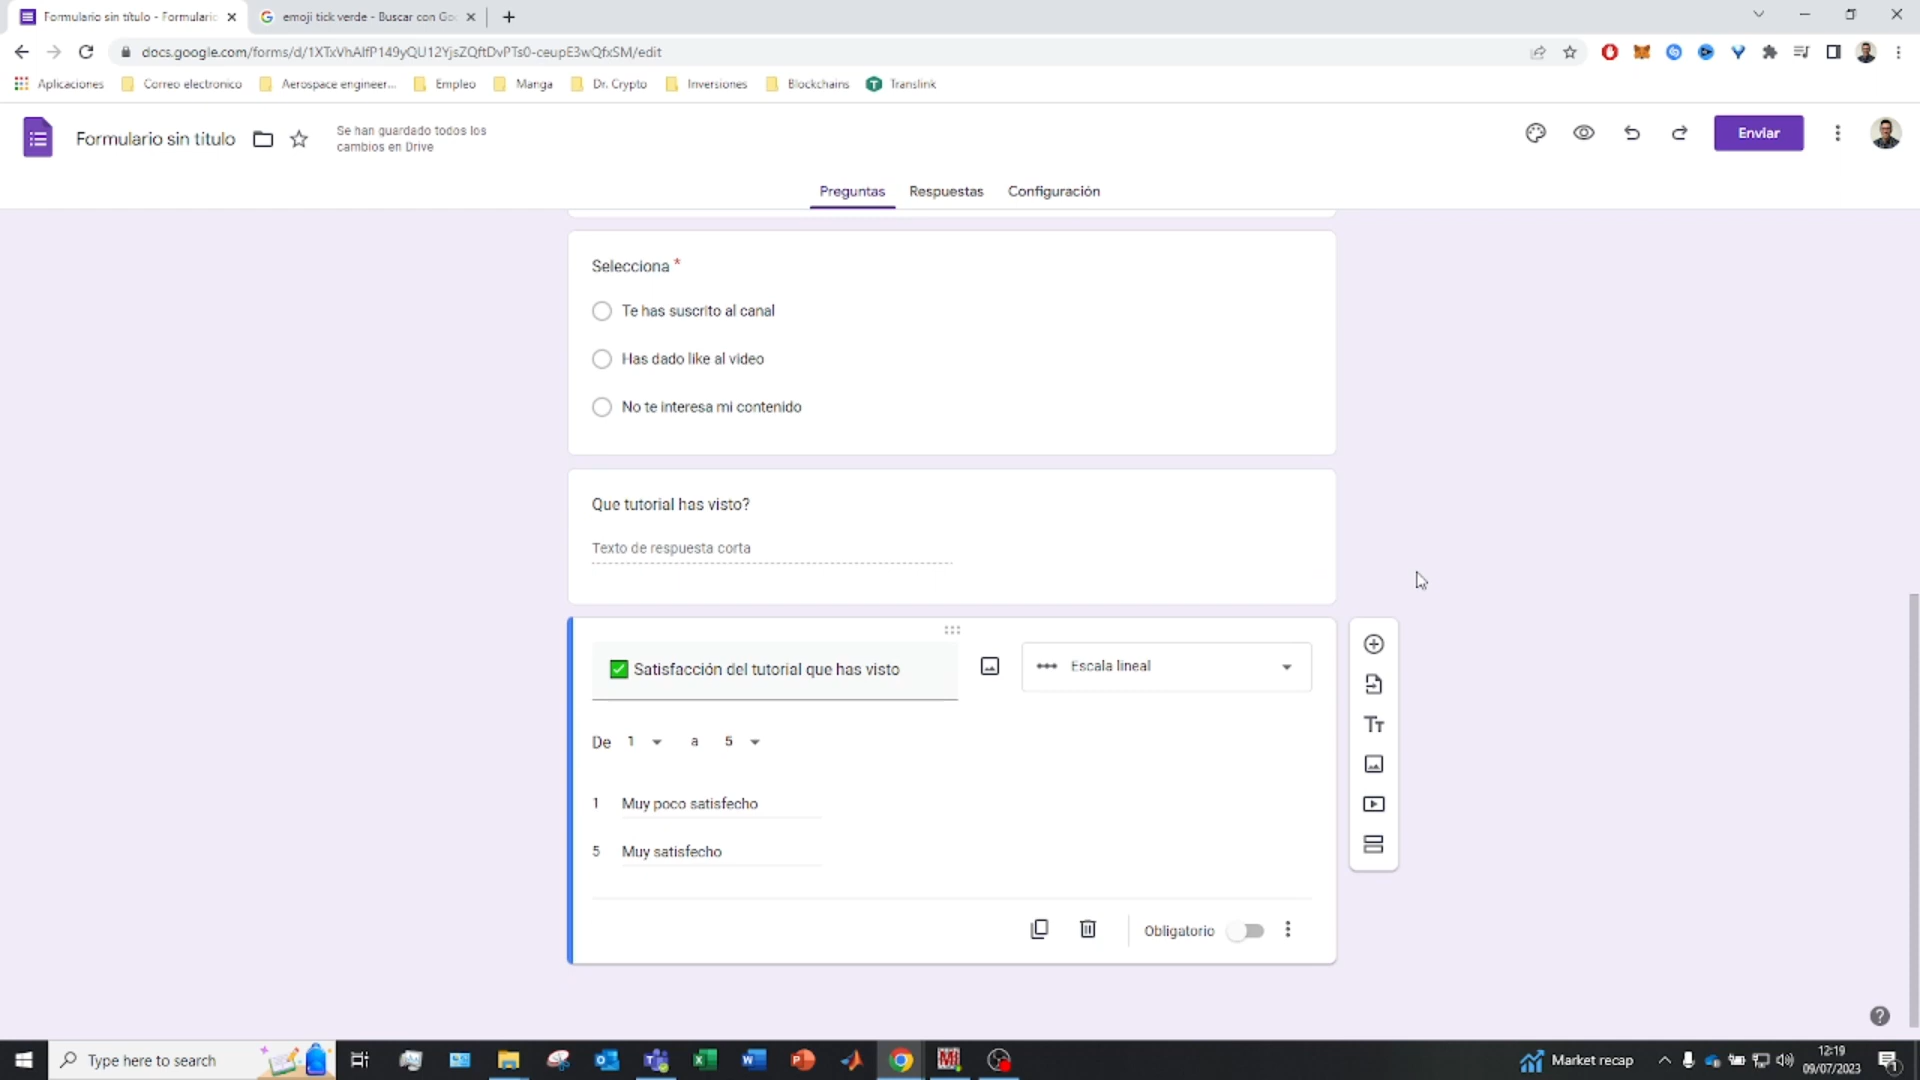 Formulario sin título - Formulario
emoji tick verde - Buscar con Goo
docs.google.com/forms/d/1XTxVhAlfP149yQU12YjsZQftDvPTs0-ceupE3wQfxSM/edit
Aplicaciones
Correo electronico
Aerospace engineer...
Empleo
Manga
Dr. Crypto
Inversiones
Blockchains
Translink
Formulario sin título
Se han guardado todos los
cambios en Drive
Enviar
Preguntas
Respuestas
Configuración
Selecciona *
Te has suscrito al canal
Has dado like al video
No te interesa mi contenido
Que tutorial has visto?
Texto de respuesta corta
✅ Satisfacción del tutorial que has visto
Escala lineal
De 1 a 5
1 Muy poco satisfecho
5 Muy satisfecho
Obligatorio
Type here to search
Market recap
12:19
09/07/2023